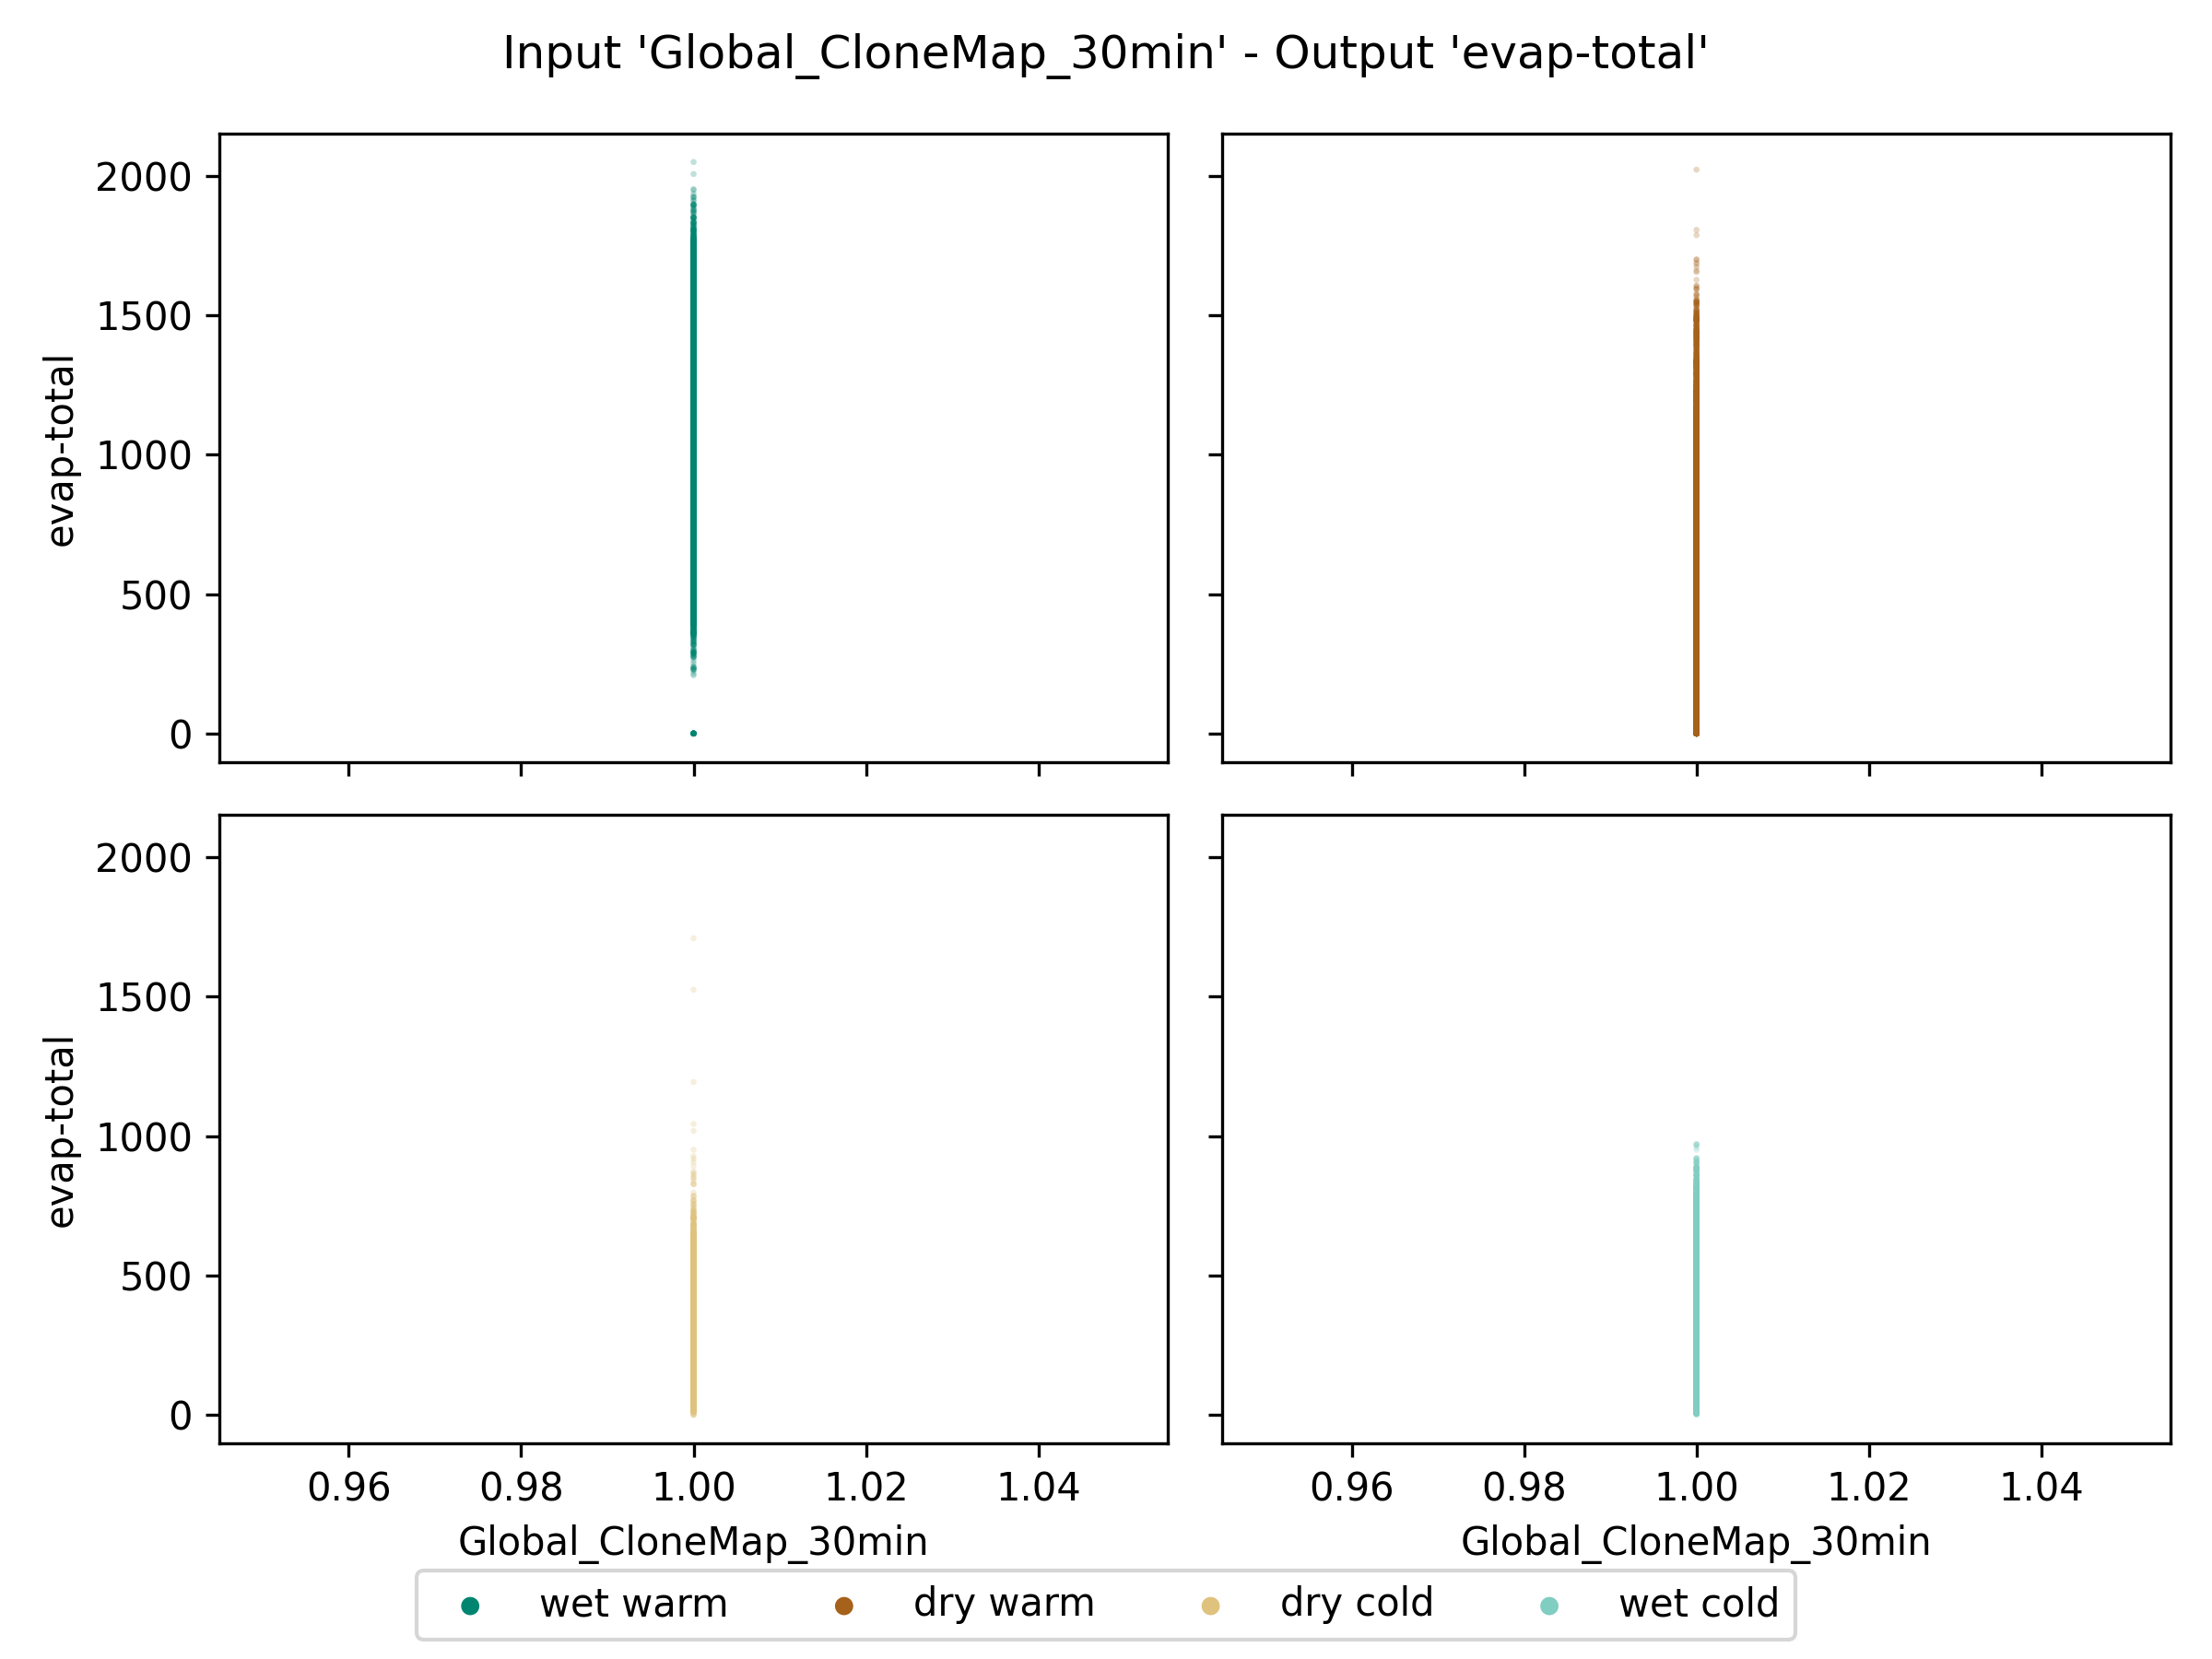 Input 'Global_CloneMap_30min' - Output 'evap-total'
2000
1500
1000
500
0
evap-total
2000
1500
1000
500
0
evap-total
0.96 0.98 1.00 1.02 1.04
0.96 0.98 1.00 1.02 1.04
Global_CloneMap_30min
Global_CloneMap_30min
wet warm dry warm dry cold wet cold